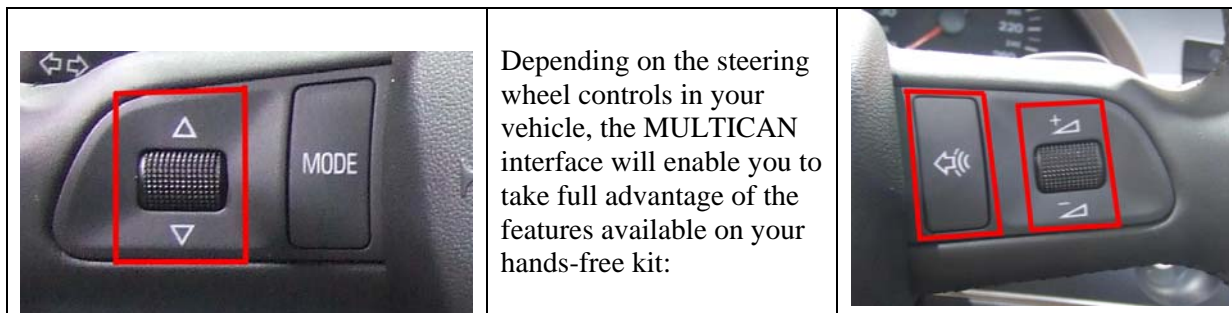 MODE
Depending on the steering
wheel controls in your
vehicle, the MULTICAN
interface will enable you to
take full advantage of the
features available on your
hands-free kit:
220
+
-